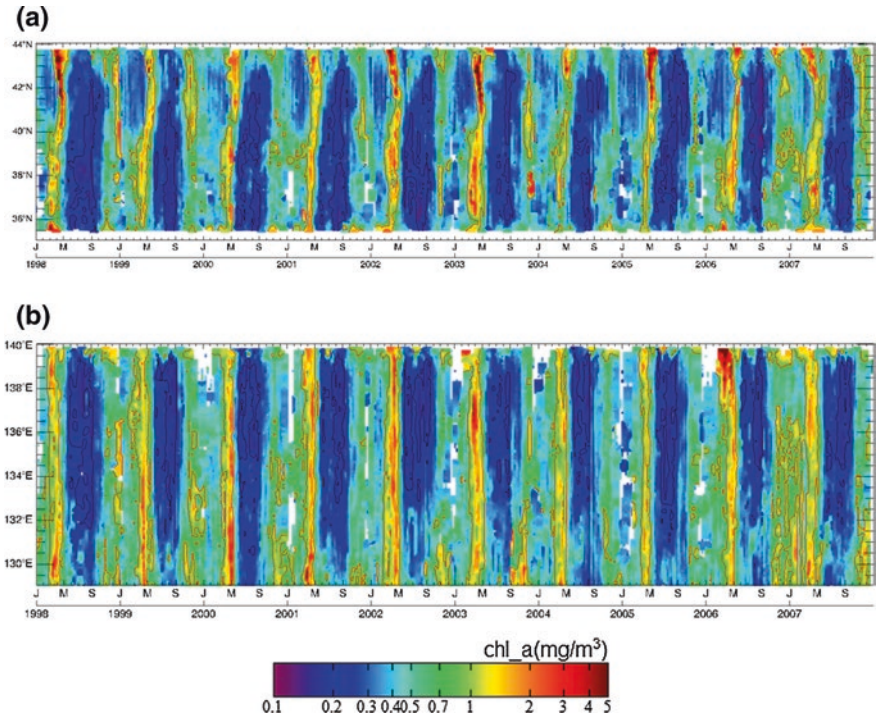 (a)
44°N
42°N
40°N
38°N
36°N
J M S J M S J M S J M S J M S J M S J M S J M S J M S J M S
1998 1999 2000 2001 2002 2003 2004 2005 2006 2007
(b)
140°E
138°E
136°E
134°E
132°E
130°E
J M S J M S J M S J M S J M S J M S J M S J M S J M S J M S
1998 1999 2000 2001 2002 2003 2004 2005 2006 2007
chl_a(mg/m³)
0.1 0.2 0.3 0.4 0.5 0.7 1 2 3 4 5